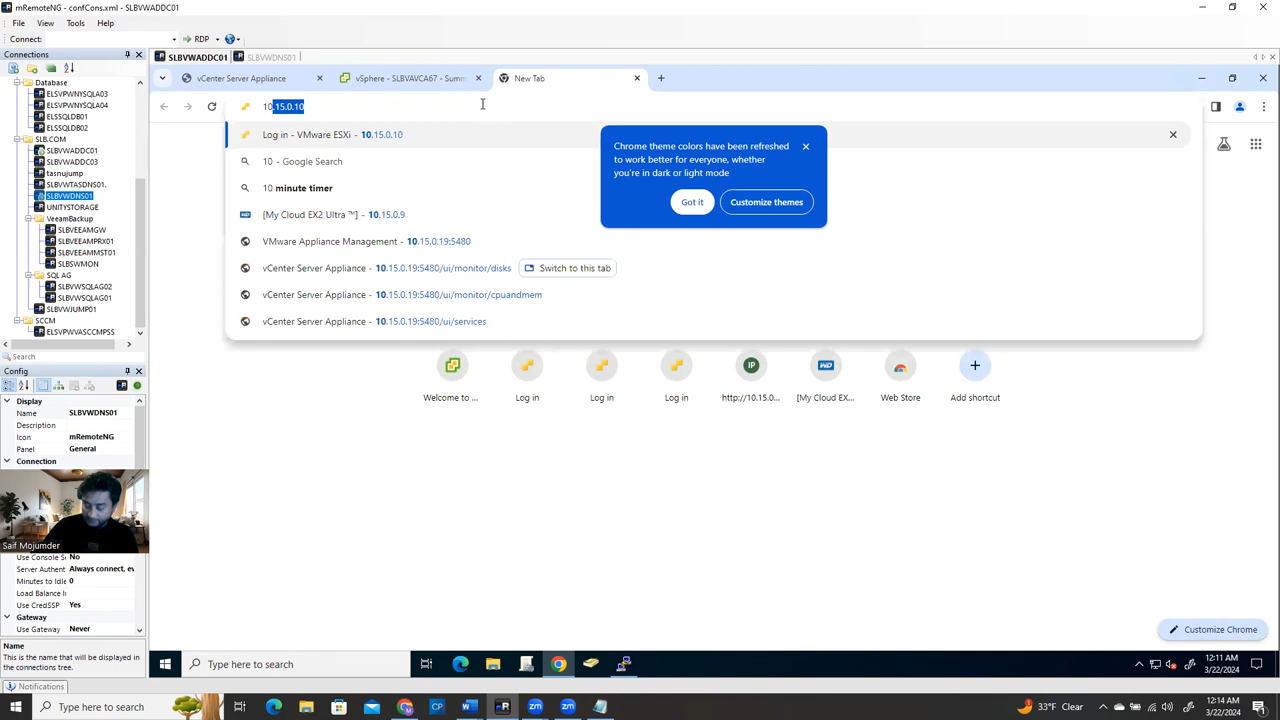 mRemoteNG - confCons.xml - SLBVWADDC01
File View Tools Help
Connect: RDP
Connections
Database
ELSVPWNYSQLA03
ELSVPWNYSQLA04
ELSSQLDB01
ELSSQLDB02
SLB.COM
SLBVWADDC01
SLBVWADDC03
tasnujump
SLBVWTASDNS01.
SLBVWDNS01
UNITYSTORAGE
VeeamBackup
SLBVEEAMGW
SLBVEEAMPRX01
SLBVEEAMMST01
SLBSWMON
SQL AG
SLBVWSQLAG02
SLBVWSQLAG01
SLBVWJUMP01
SCCM
ELSVPWVASCCMPSS
Search
Config
Display
Name SLBVWDNS01
Description
Icon mRemoteNG
Panel General
Connection
Saif Mojumder
Use Console S No
Server Authent Always connect, ev
Minutes to Idle 0
Load Balance In
Use CredSSP Yes
Gateway
Use Gateway Never
Name
This is the name that will be displayed in
the connections tree.
Notifications
SLBVWADDC01 SLBVWDNS01
vCenter Server Appliance vSphere - SLBVAVCA67 - Summ New Tab
10.15.0.10
Log in - VMware ESXi - 10.15.0.10
10 - Google Search
10 minute timer
[My Cloud EX2 Ultra ™] - 10.15.0.9
VMware Appliance Management - 10.15.0.19:5480
vCenter Server Appliance - 10.15.0.19:5480/ui/monitor/disks Switch to this tab
vCenter Server Appliance - 10.15.0.19:5480/ui/monitor/cpuandmem
vCenter Server Appliance - 10.15.0.19:5480/ui/services
Chrome theme colors have been refreshed
to work better for everyone, whether
you're in dark or light mode
Got it Customize themes
Welcome to ... Log in Log in Log in http://10.15.0... [My Cloud EX... Web Store Add shortcut
Customize Chrome
Type here to search
12:11 AM
3/22/2024
Type here to search
33°F Clear
12:14 AM
3/22/2024